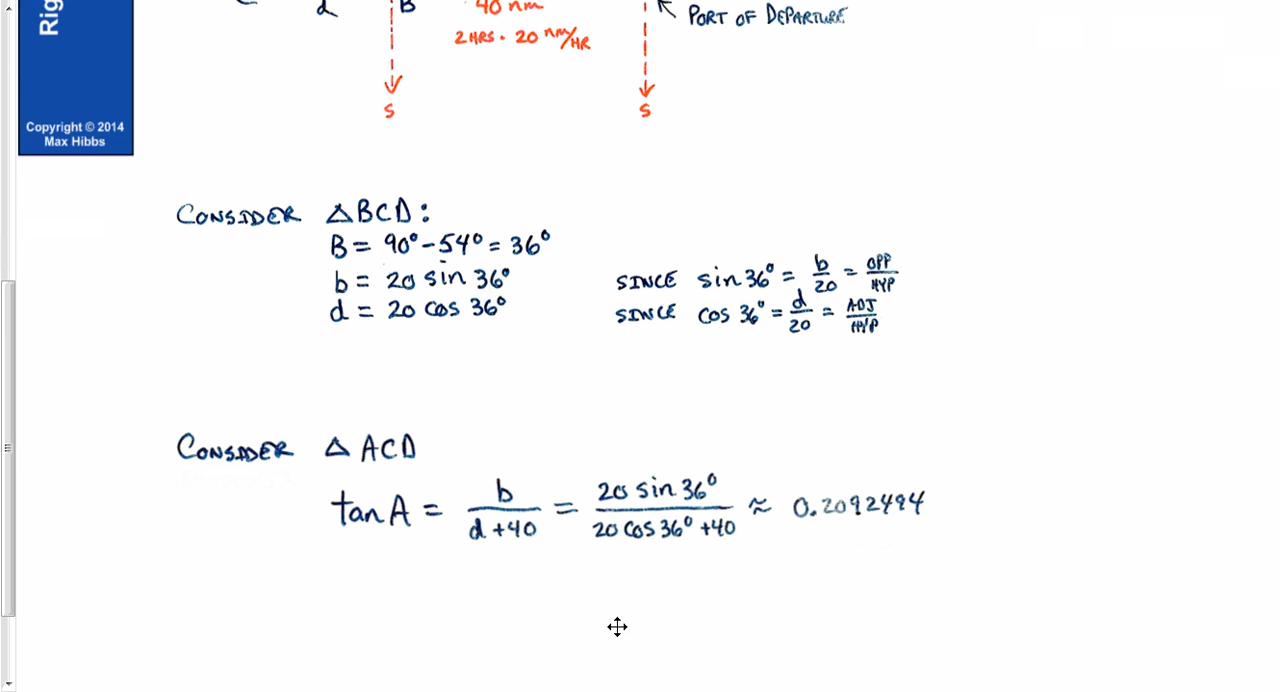 Rig
d
B
40 nm
2 HRS · 20 nm/HR
PORT OF DEPARTURE
S
S
Copyright © 2014
Max Hibbs
CONSIDER △BCD:
B = 90° - 54° = 36°
b = 20 sin 36° SINCE sin 36° = b/20 = OPP/HYP
d = 20 cos 36° SINCE cos 36° = d/20 = ADJ/HYP
CONSIDER △ACD
tan A = b/(d+40) = 20 sin 36°/(20 cos 36° + 40) ≈ 0.2092494